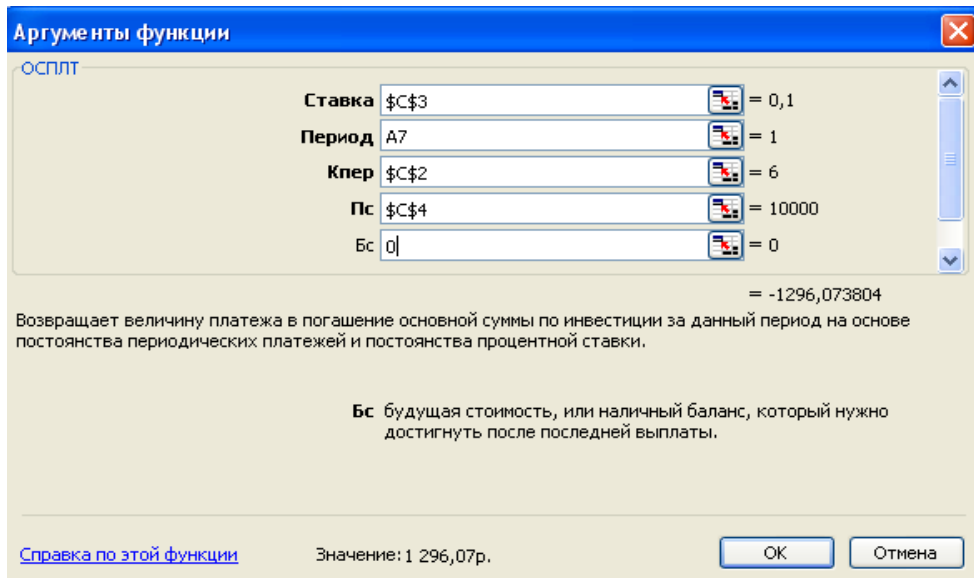 Аргументы функции
ОСПЛТ
Ставка $C$3 = 0,1
Период A7 = 1
Кпер $C$2 = 6
Пс $C$4 = 10000
Бс 0 = 0
= -1296,073804
Возвращает величину платежа в погашение основной суммы по инвестиции за данный период на основе
постоянства периодических платежей и постоянства процентной ставки.
Бс будущая стоимость, или наличный баланс, который нужно
достигнуть после последней выплаты.
Справка по этой функции Значение: 1 296,07р. OK Отмена